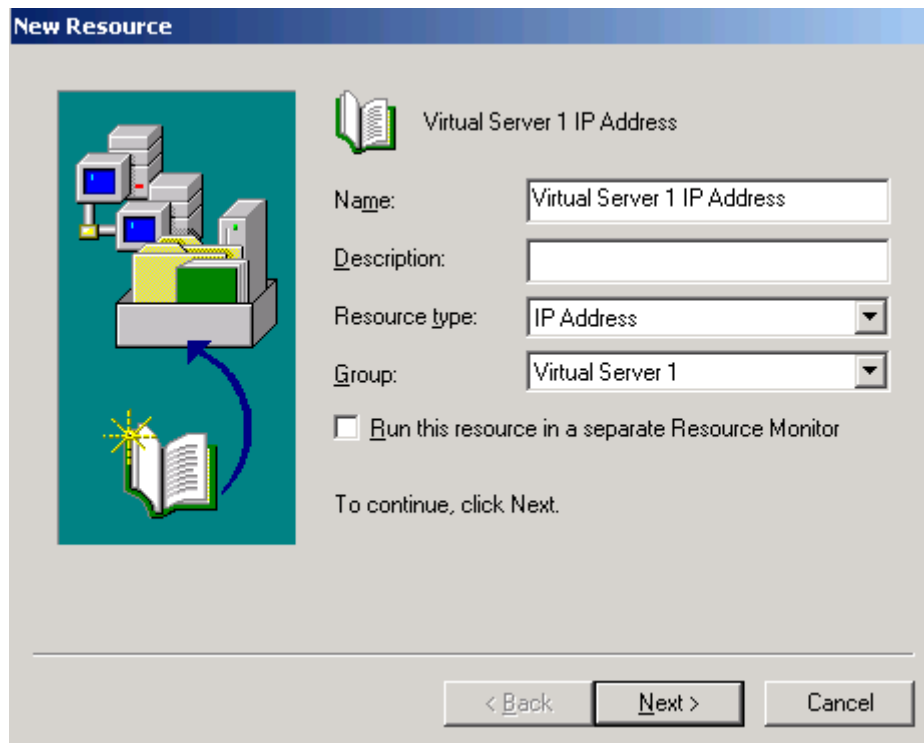 New Resource
Virtual Server 1 IP Address
Name:
Virtual Server 1 IP Address
Description:
Resource type:
IP Address
Group:
Virtual Server 1
Run this resource in a separate Resource Monitor
To continue, click Next.
< Back
Next >
Cancel